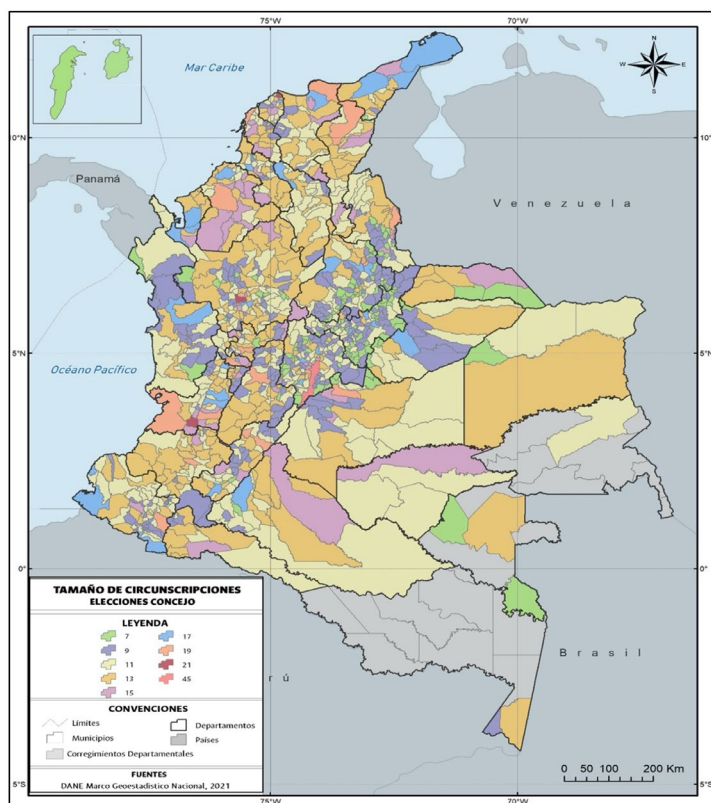 75°W
70°W
Mar Caribe
N
W
E
S
10°N
10°N
Panamá
Venezuela
5°N
5°N
Océano Pacífico
0°
0°
TAMAÑO DE CIRCUNSCRIPCIONES
ELECCIONES CONCEJO
LEYENDA
7
17
9
19
11
21
13
45
15
CONVENCIONES
Límites
Departamentos
Municipios
Países
Corregimientos Departamentales
FUENTES
DANE Marco Geoestadístico Nacional, 2021
rú
Brasil
0 50 100 200 Km
5°S
5°S
75°W
70°W